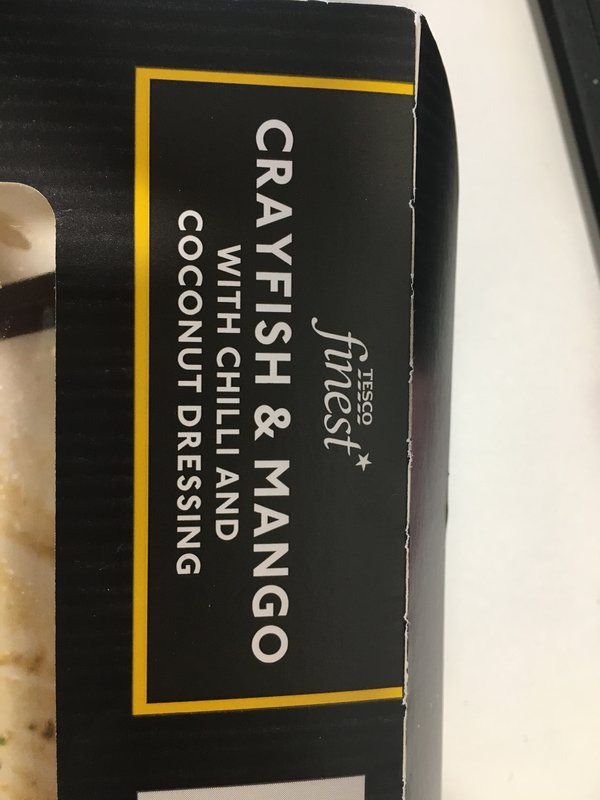 TESCO
finest*
CRAYFISH & MANGO
WITH CHILLI AND
COCONUT DRESSING